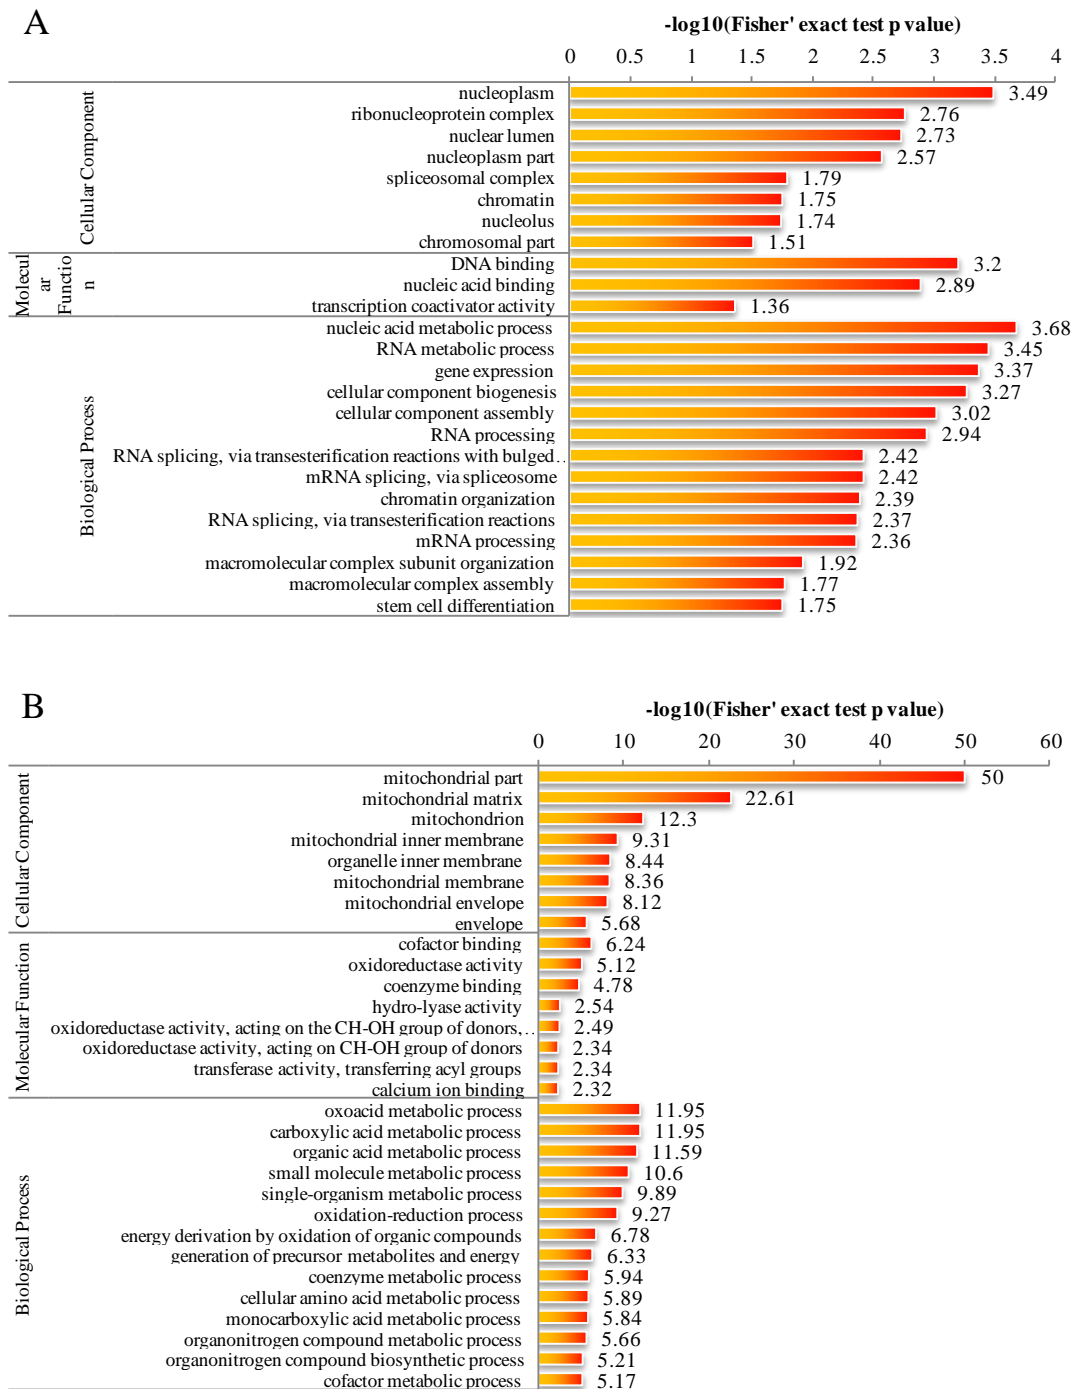 A
-log10(Fisher' exact test p value)
0 0.5 1 1.5 2 2.5 3 3.5 4
Cellular Component
nucleoplasm 3.49
ribonucleoprotein complex 2.76
nuclear lumen 2.73
nucleoplasm part 2.57
spliceosomal complex 1.79
chromatin 1.75
nucleolus 1.74
chromosomal part 1.51
Molecul
ar
Functio
n
DNA binding 3.2
nucleic acid binding 2.89
transcription coactivator activity 1.36
Biological Process
nucleic acid metabolic process 3.68
RNA metabolic process 3.45
gene expression 3.37
cellular component biogenesis 3.27
cellular component assembly 3.02
RNA processing 2.94
RNA splicing, via transesterification reactions with bulged.. 2.42
mRNA splicing, via spliceosome 2.42
chromatin organization 2.39
RNA splicing, via transesterification reactions 2.37
mRNA processing 2.36
macromolecular complex subunit organization 1.92
macromolecular complex assembly 1.77
stem cell differentiation 1.75
B
-log10(Fisher' exact test p value)
0 10 20 30 40 50 60
Cellular Component
mitochondrial part 50
mitochondrial matrix 22.61
mitochondrion 12.3
mitochondrial inner membrane 9.31
organelle inner membrane 8.44
mitochondrial membrane 8.36
mitochondrial envelope 8.12
envelope 5.68
Molecular Function
cofactor binding 6.24
oxidoreductase activity 5.12
coenzyme binding 4.78
hydro-lyase activity 2.54
oxidoreductase activity, acting on the CH-OH group of donors,.. 2.49
oxidoreductase activity, acting on CH-OH group of donors 2.34
transferase activity, transferring acyl groups 2.34
calcium ion binding 2.32
Biological Process
oxoacid metabolic process 11.95
carboxylic acid metabolic process 11.95
organic acid metabolic process 11.59
small molecule metabolic process 10.6
single-organism metabolic process 9.89
oxidation-reduction process 9.27
energy derivation by oxidation of organic compounds 6.78
generation of precursor metabolites and energy 6.33
coenzyme metabolic process 5.94
cellular amino acid metabolic process 5.89
monocarboxylic acid metabolic process 5.84
organonitrogen compound metabolic process 5.66
organonitrogen compound biosynthetic process 5.21
cofactor metabolic process 5.17